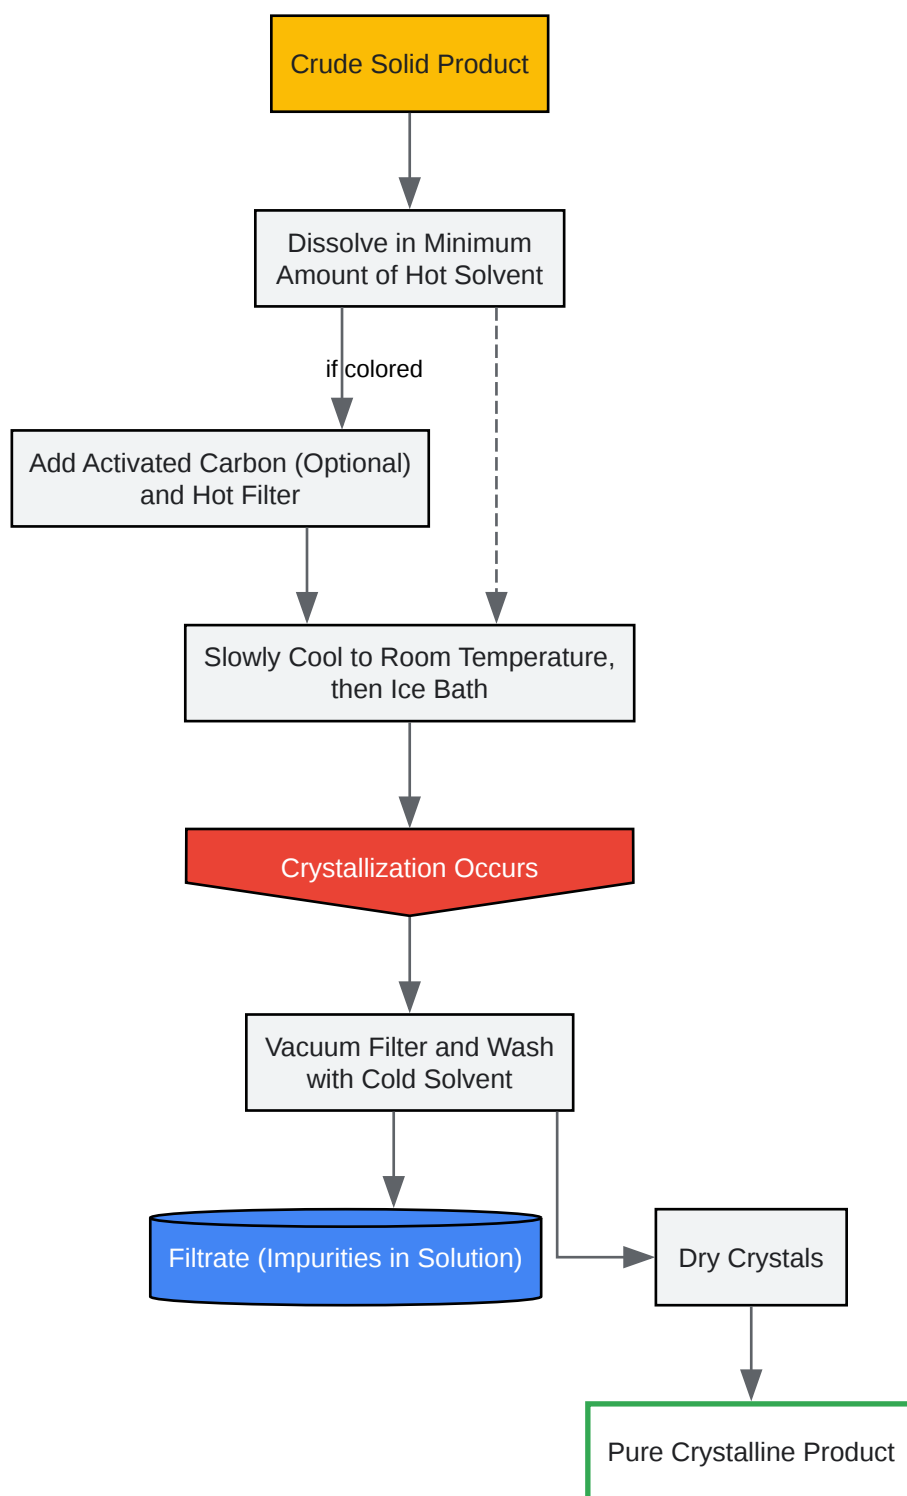 Crude Solid Product
Dissolve in Minimum
Amount of Hot Solvent
if colored
Add Activated Carbon (Optional)
and Hot Filter
Slowly Cool to Room Temperature,
then Ice Bath
Crystallization Occurs
Vacuum Filter and Wash
with Cold Solvent
Filtrate (Impurities in Solution)
Dry Crystals
Pure Crystalline Product